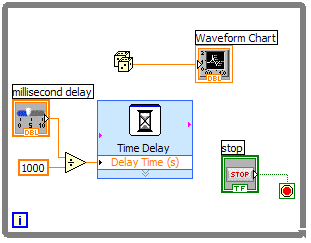 Waveform Chart
DBL
millisecond delay
0 5 10
DBL
Time Delay
Delay Time (s)
1000
÷
stop
STOP
TF
i